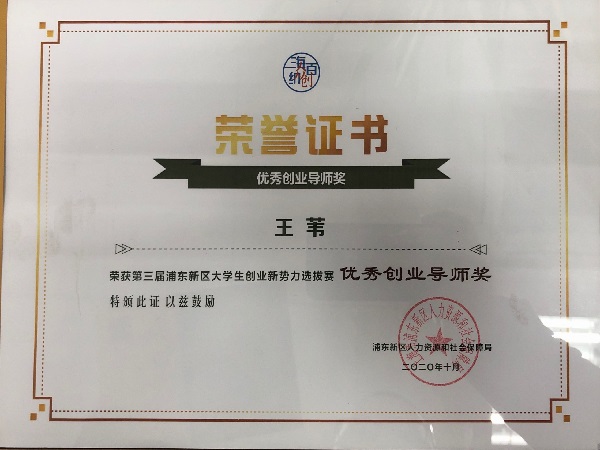 海百纳创
荣誉证书
优秀创业导师奖
王苇
荣获第三届浦东新区大学生创业新势力选拔赛 优秀创业导师奖
特颁此证 以兹鼓励
浦东新区人力资源和社会保障局
二〇二〇年十月